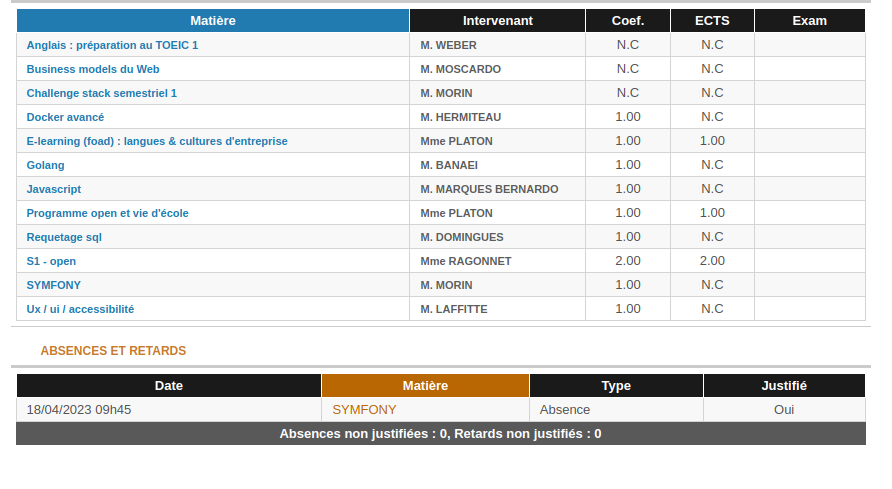 Matière Intervenant Coef. ECTS Exam
Anglais : préparation au TOEIC 1 M. WEBER N.C N.C
Business models du Web M. MOSCARDO N.C N.C
Challenge stack semestriel 1 M. MORIN N.C N.C
Docker avancé M. HERMITEAU 1.00 N.C
E-learning (foad) : langues & cultures d'entreprise Mme PLATON 1.00 1.00
Golang M. BANAEI 1.00 N.C
Javascript M. MARQUES BERNARDO 1.00 N.C
Programme open et vie d'école Mme PLATON 1.00 1.00
Requetage sql M. DOMINGUES 1.00 N.C
S1 - open Mme RAGONNET 2.00 2.00
SYMFONY M. MORIN 1.00 N.C
Ux / ui / accessibilité M. LAFFITTE 1.00 N.C
ABSENCES ET RETARDS
Date Matière Type Justifié
18/04/2023 09h45 SYMFONY Absence Oui
Absences non justifiées : 0, Retards non justifiés : 0